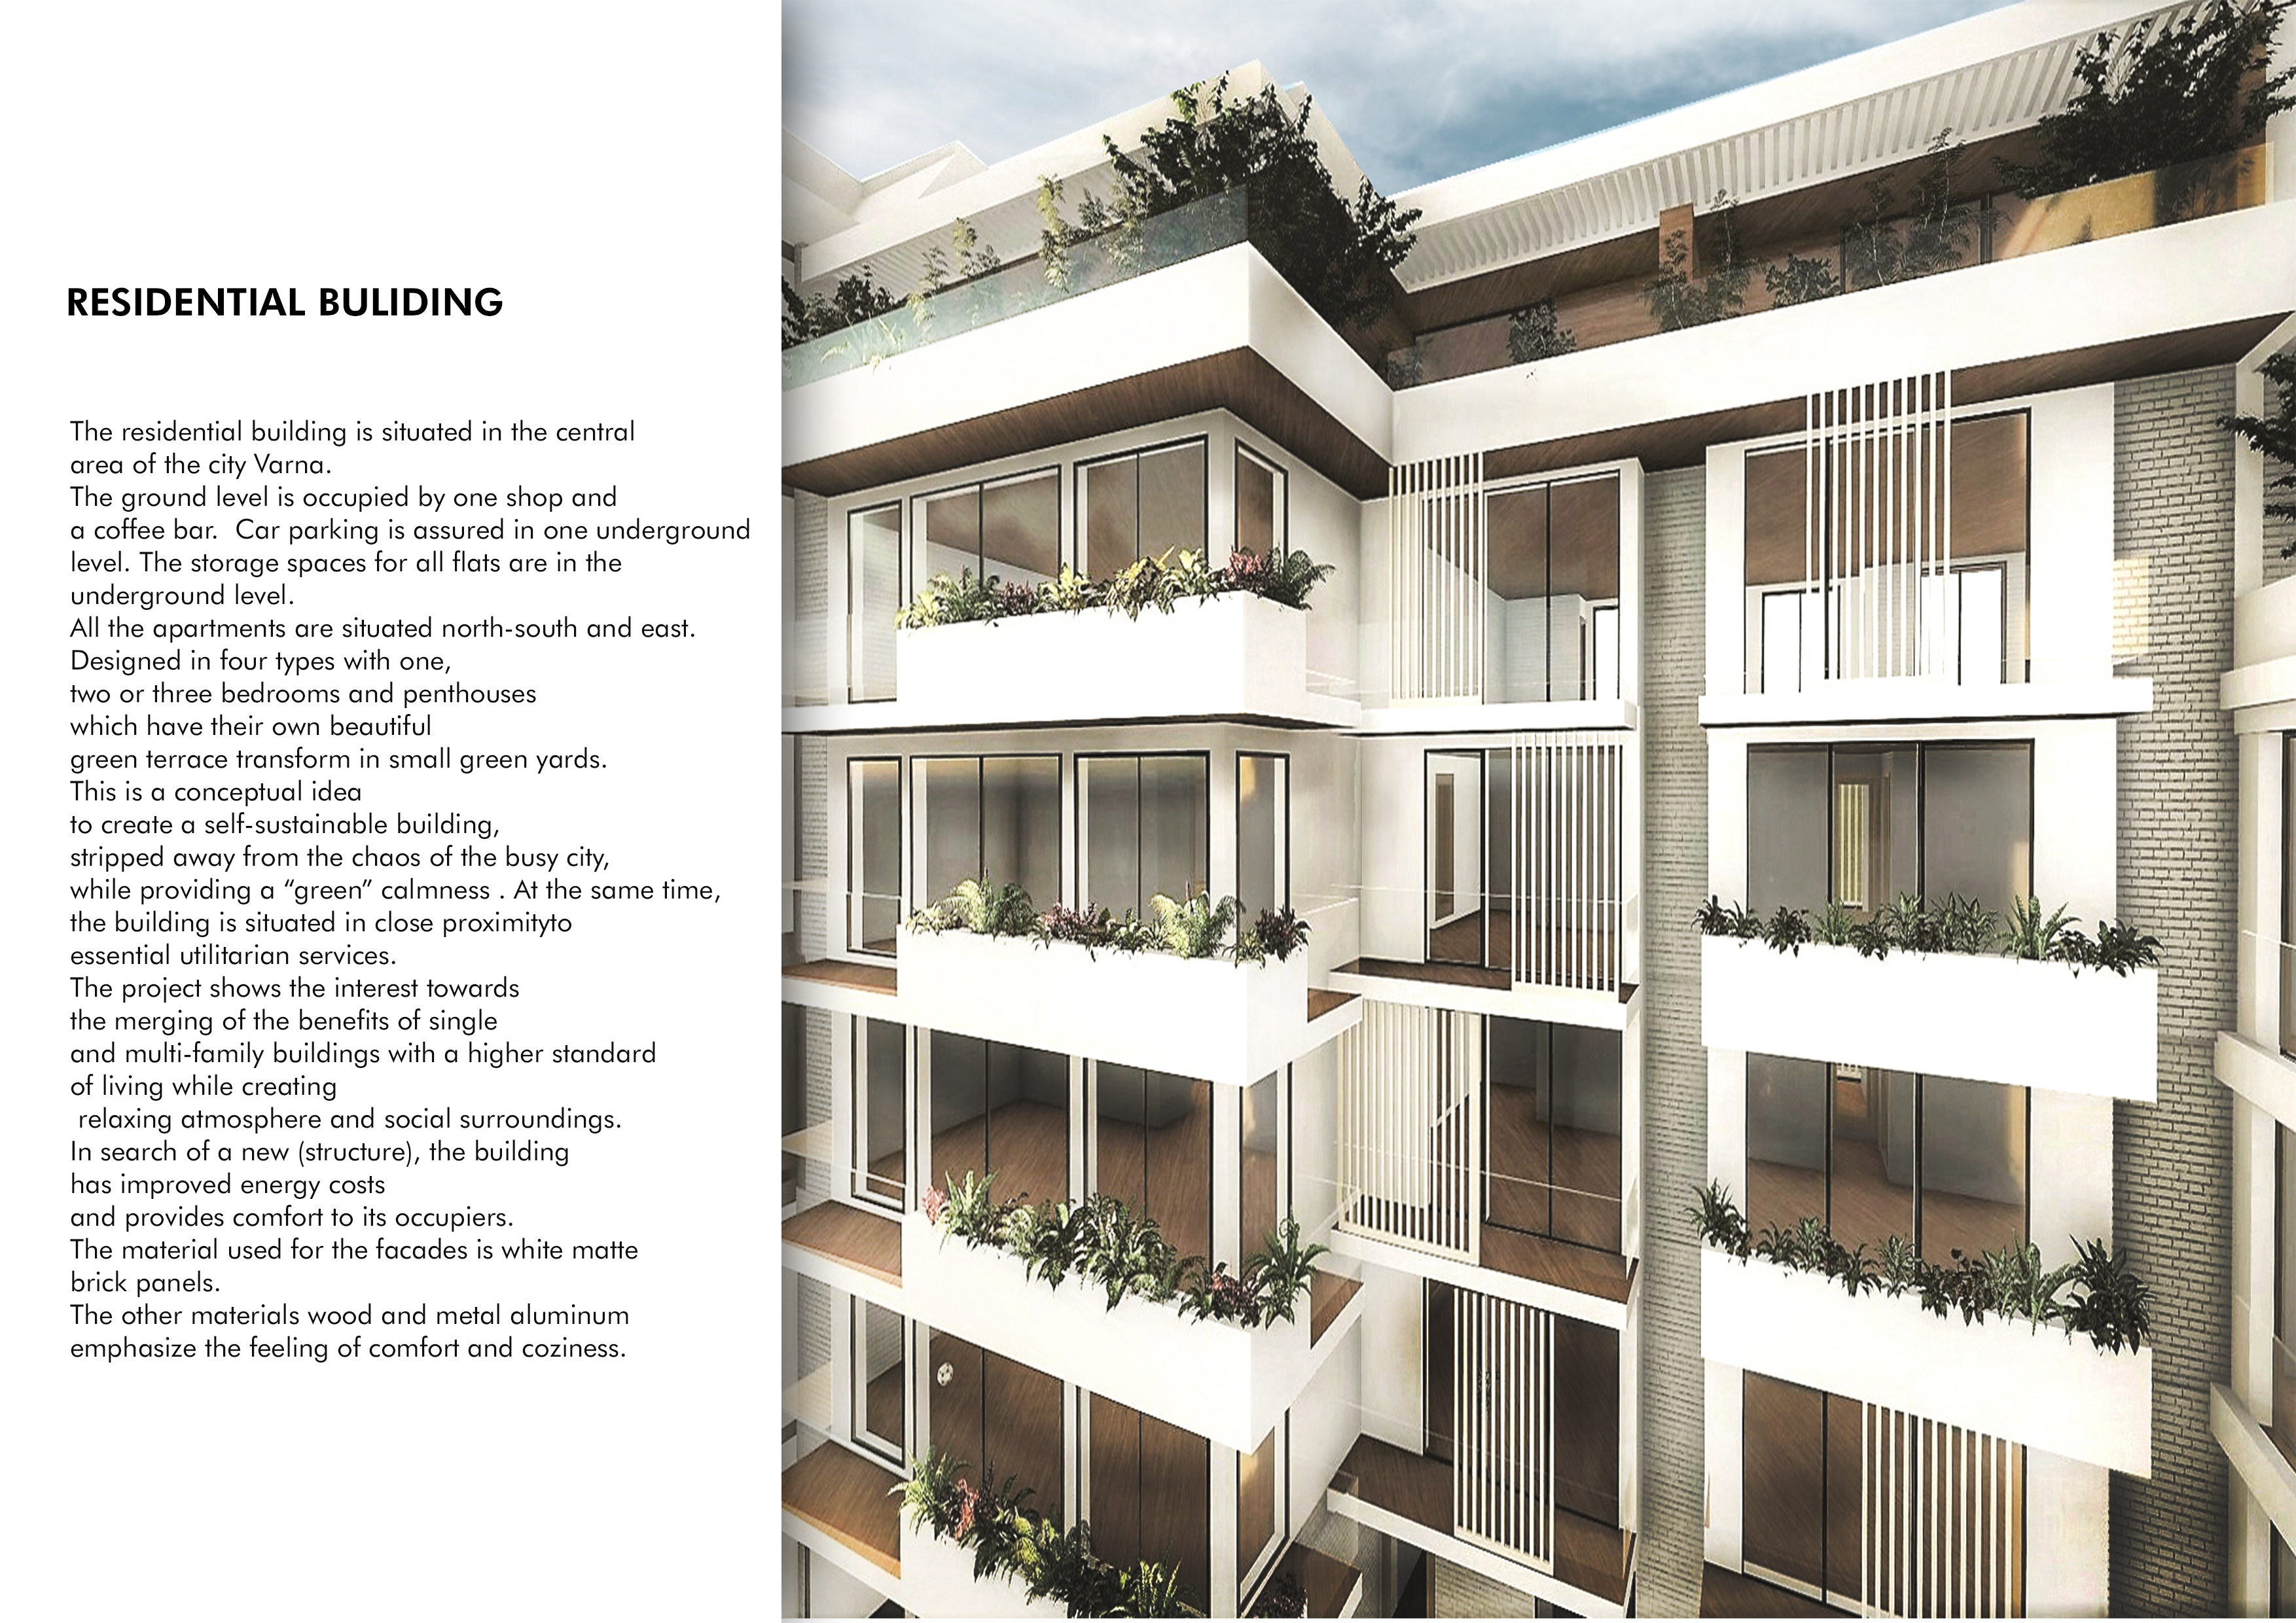 RESIDENTIAL BULIDING
The residential building is situated in the central
area of the city Varna.
The ground level is occupied by one shop and
a coffee bar.  Car parking is assured in one underground
level. The storage spaces for all flats are in the
underground level.
All the apartments are situated north-south and east.
Designed in four types with one,
two or three bedrooms and penthouses
which have their own beautiful
green terrace transform in small green yards.
This is a conceptual idea
to create a self-sustainable building,
stripped away from the chaos of the busy city,
while providing a “green” calmness . At the same time,
the building is situated in close proximityto
essential utilitarian services.
The project shows the interest towards
the merging of the benefits of single
and multi-family buildings with a higher standard
of living while creating
 relaxing atmosphere and social surroundings.
In search of a new (structure), the building
has improved energy costs
and provides comfort to its occupiers.
The material used for the facades is white matte
brick panels.
The other materials wood and metal aluminum
emphasize the feeling of comfort and coziness.